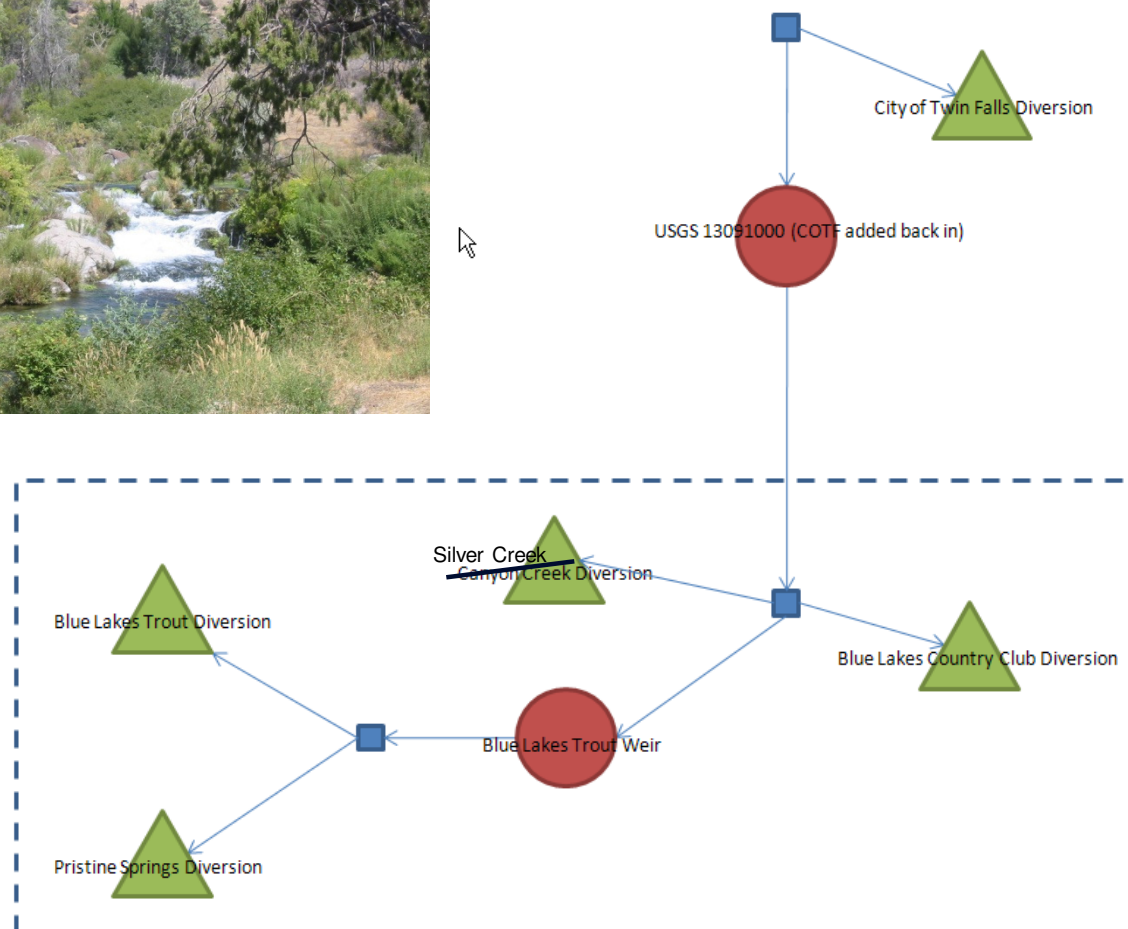 City of Twin Falls Diversion
USGS 13091000 (COTF added back in)
Silver Creek
Canyon Creek Diversion
Blue Lakes Trout Diversion
Blue Lakes Country Club Diversion
Blue Lakes Trout Weir
Pristine Springs Diversion